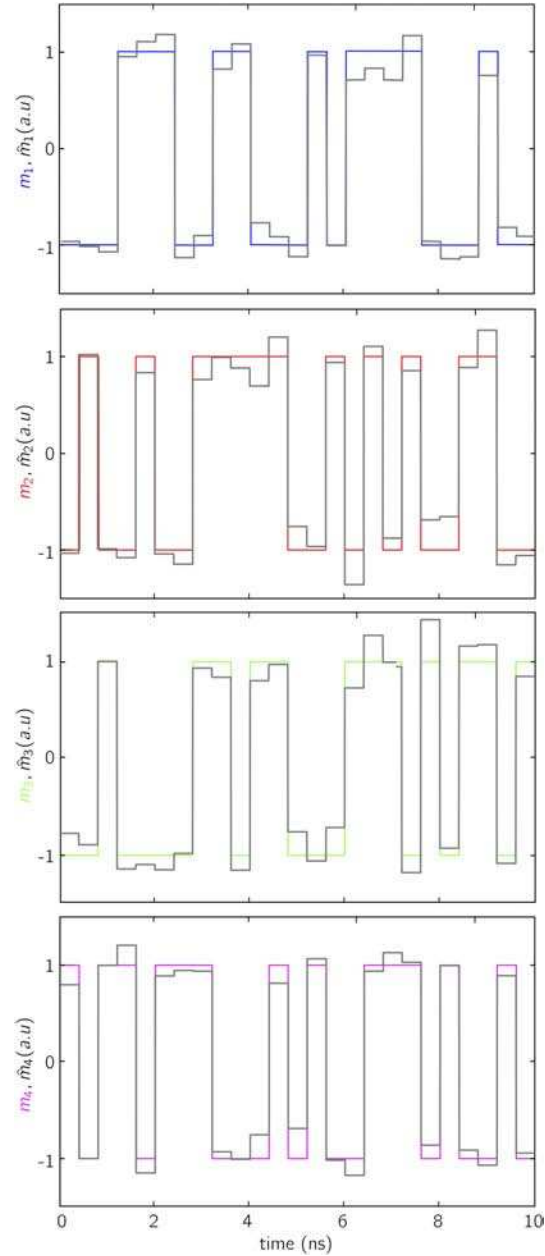 1
0
-1
m₁, m̂₁(a.u)
1
0
-1
m₂, m̂₂(a.u)
1
0
-1
m₃, m̂₃(a.u)
1
0
-1
m₄, m̂₄(a.u)
0 2 4 6 8 10
time (ns)